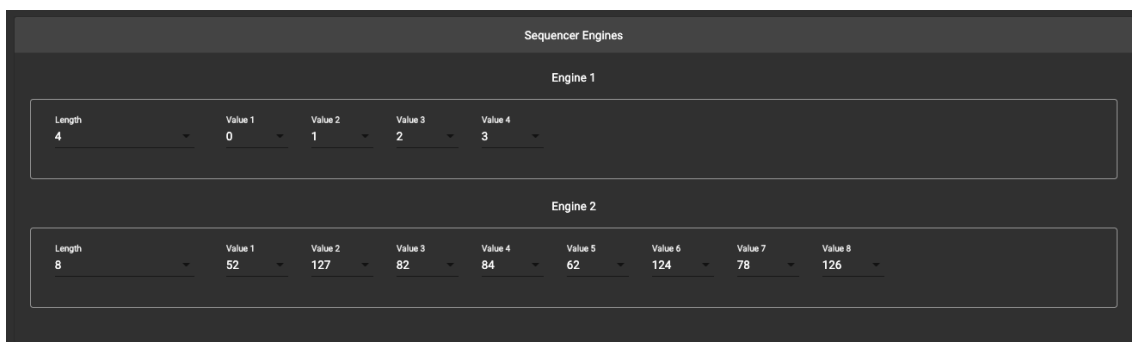 Sequencer Engines
Engine 1
Length Value 1 Value 2 Value 3 Value 4
4 0 1 2 3
Engine 2
Length Value 1 Value 2 Value 3 Value 4 Value 5 Value 6 Value 7 Value 8
8 52 127 82 84 62 124 78 126